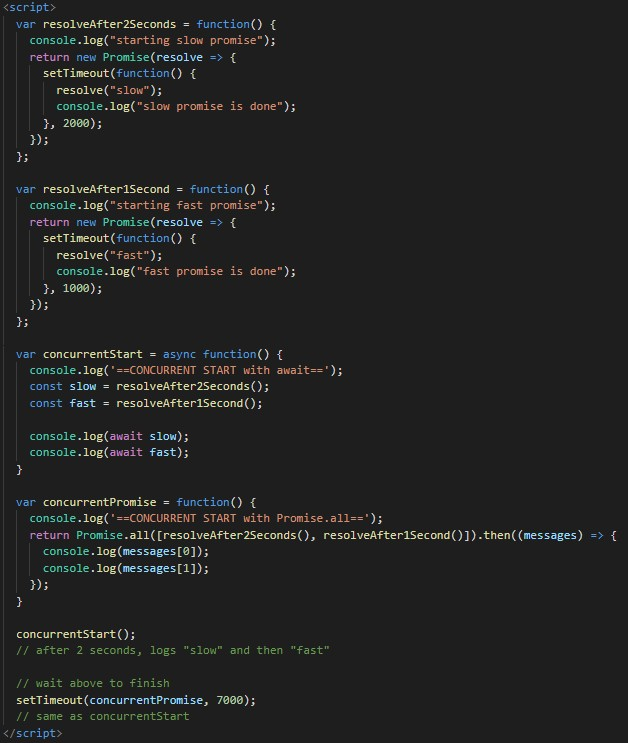 <script>
var resolveAfter2Seconds = function() {
console.log("starting slow promise");
return new Promise(resolve => {
setTimeout(function() {
resolve("slow");
console.log("slow promise is done");
}, 2000);
});
};
var resolveAfter1Second = function() {
console.log("starting fast promise");
return new Promise(resolve => {
setTimeout(function() {
resolve("fast");
console.log("fast promise is done");
}, 1000);
});
};
var concurrentStart = async function() {
console.log('==CONCURRENT START with await==');
const slow = resolveAfter2Seconds();
const fast = resolveAfter1Second();
console.log(await slow);
console.log(await fast);
}
var concurrentPromise = function() {
console.log('==CONCURRENT START with Promise.all==');
return Promise.all([resolveAfter2Seconds(), resolveAfter1Second()]).then((messages) => {
console.log(messages[0]);
console.log(messages[1]);
});
}
concurrentStart();
// after 2 seconds, logs "slow" and then "fast"
// wait above to finish
setTimeout(concurrentPromise, 7000);
// same as concurrentStart
</script>